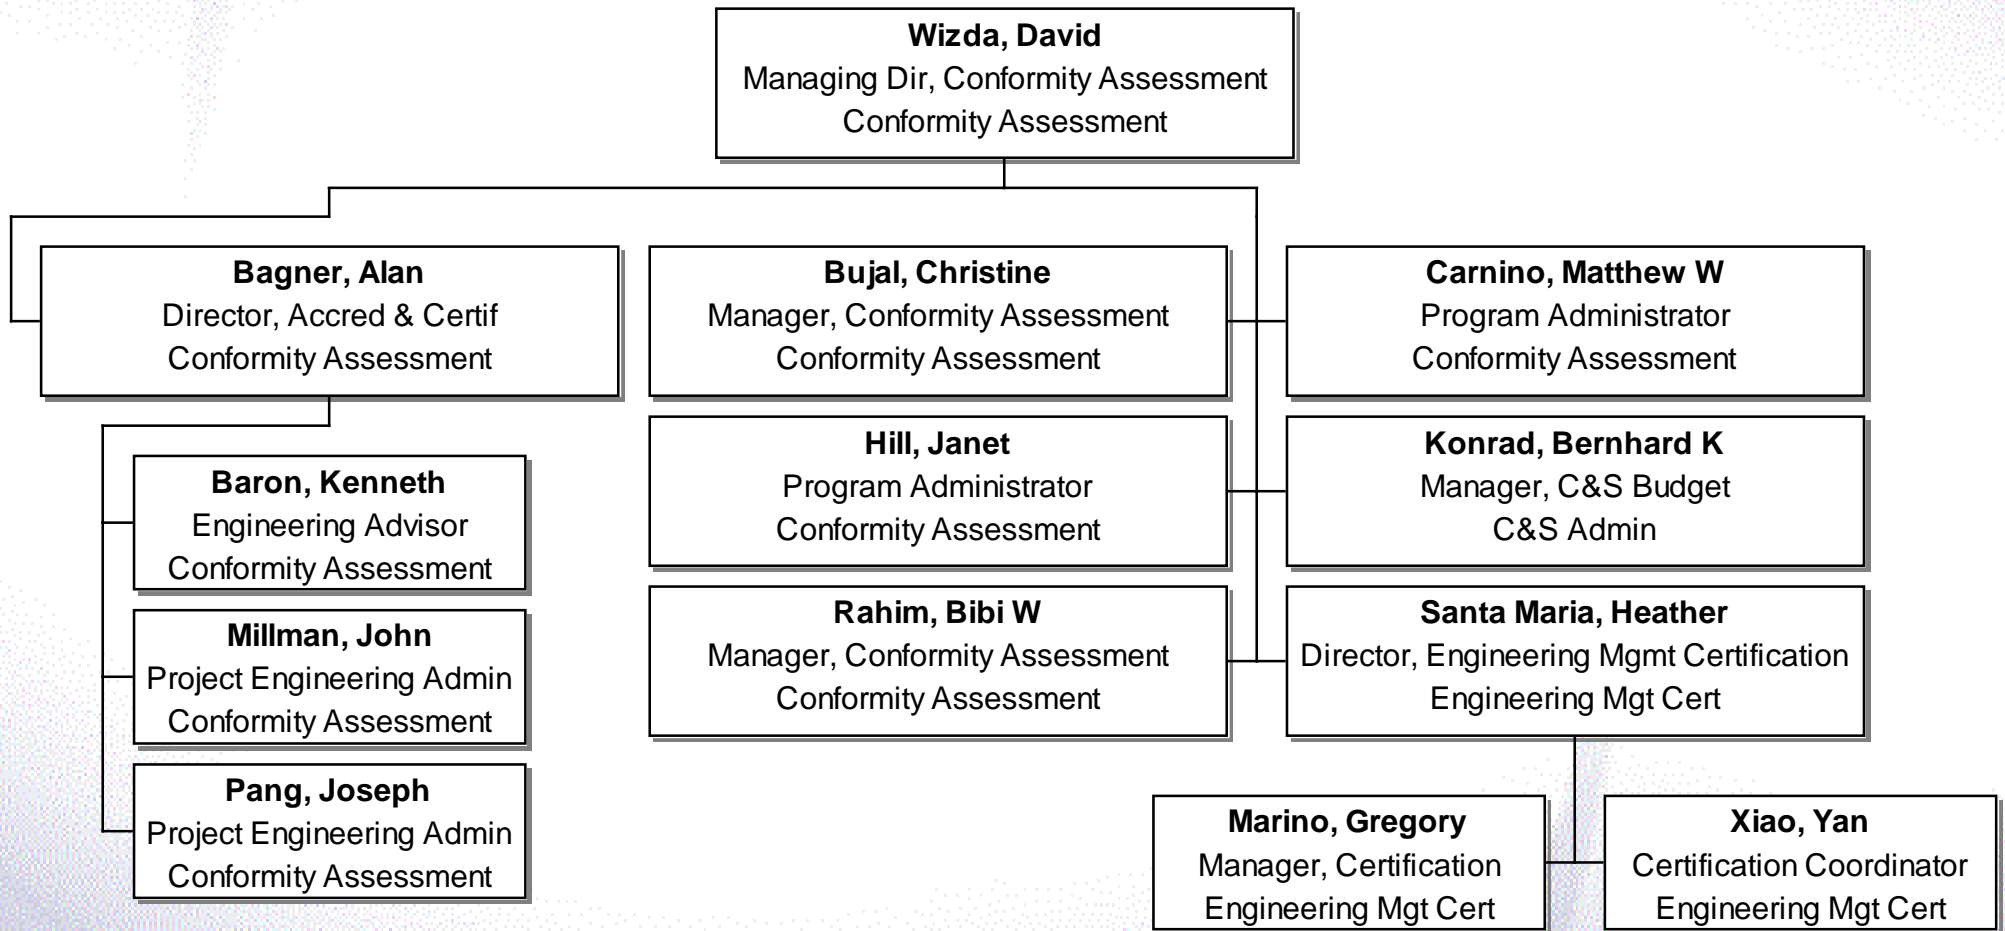 Wizda, David
Managing Dir, Conformity Assessment
Conformity Assessment
Bagner, Alan
Director, Accred & Certif
Conformity Assessment
Bujal, Christine
Manager, Conformity Assessment
Conformity Assessment
Carnino, Matthew W
Program Administrator
Conformity Assessment
Baron, Kenneth
Engineering Advisor
Conformity Assessment
Hill, Janet
Program Administrator
Conformity Assessment
Konrad, Bernhard K
Manager, C&S Budget
C&S Admin
Millman, John
Project Engineering Admin
Conformity Assessment
Rahim, Bibi W
Manager, Conformity Assessment
Conformity Assessment
Santa Maria, Heather
Director, Engineering Mgmt Certification
Engineering Mgt Cert
Pang, Joseph
Project Engineering Admin
Conformity Assessment
Marino, Gregory
Manager, Certification
Engineering Mgt Cert
Xiao, Yan
Certification Coordinator
Engineering Mgt Cert